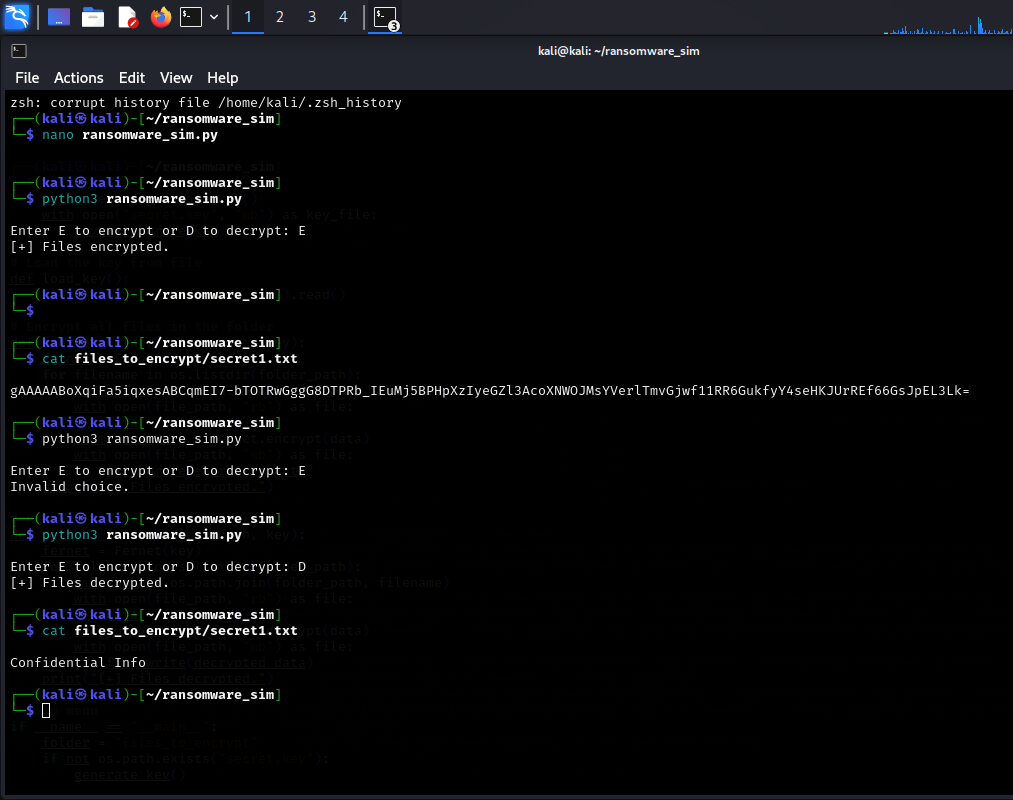 1 2 3 4
3
kali@kali: ~/ransomware_sim
File Actions Edit View Help
zsh: corrupt history file /home/kali/.zsh_history
┌──(kali㉿kali)-[~/ransomware_sim]
└─$ nano ransomware_sim.py
┌──(kali㉿kali)-[~/ransomware_sim]
└─$ python3 ransomware_sim.py
Enter E to encrypt or D to decrypt: E
[+] Files encrypted.
┌──(kali㉿kali)-[~/ransomware_sim]
└─$
┌──(kali㉿kali)-[~/ransomware_sim]
└─$ cat files_to_encrypt/secret1.txt
gAAAAABoXqiFa5iqxesABCqmEI7-bTOTRwGggG8DTPRb_IEuMj5BPHpXzIyeGZl3AcoXNWOJMsYVerlTmvGjwf11RR6GukfyY4seHKJUrREf66GsJpEL3Lk=
┌──(kali㉿kali)-[~/ransomware_sim]
└─$ python3 ransomware_sim.py
Enter E to encrypt or D to decrypt: E
Invalid choice.
┌──(kali㉿kali)-[~/ransomware_sim]
└─$ python3 ransomware_sim.py
Enter E to encrypt or D to decrypt: D
[+] Files decrypted.
┌──(kali㉿kali)-[~/ransomware_sim]
└─$ cat files_to_encrypt/secret1.txt
Confidential Info
┌──(kali㉿kali)-[~/ransomware_sim]
└─$